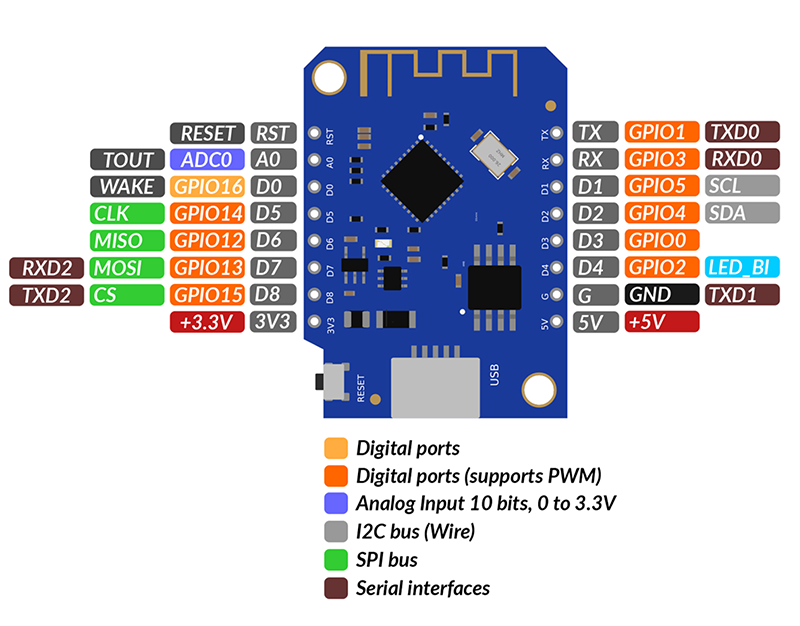 RESET RST TX GPIO1 TXD0
TOUT ADC0 A0 RX GPIO3 RXD0
WAKE GPIO16 D0 D1 GPIO5 SCL
CLK GPIO14 D5 D2 GPIO4 SDA
MISO GPIO12 D6 D3 GPIO0
RXD2 MOSI GPIO13 D7 D4 GPIO2 LED_BI
TXD2 CS GPIO15 D8 G GND TXD1
+3.3V 3V3 5V +5V
RST
A0
D0
D5
D6
D7
D8
3V3
TX
RX
D1
D2
D3
D4
G
5V
RESET
USB
Digital ports
Digital ports (supports PWM)
Analog Input 10 bits, 0 to 3.3V
I2C bus (Wire)
SPI bus
Serial interfaces